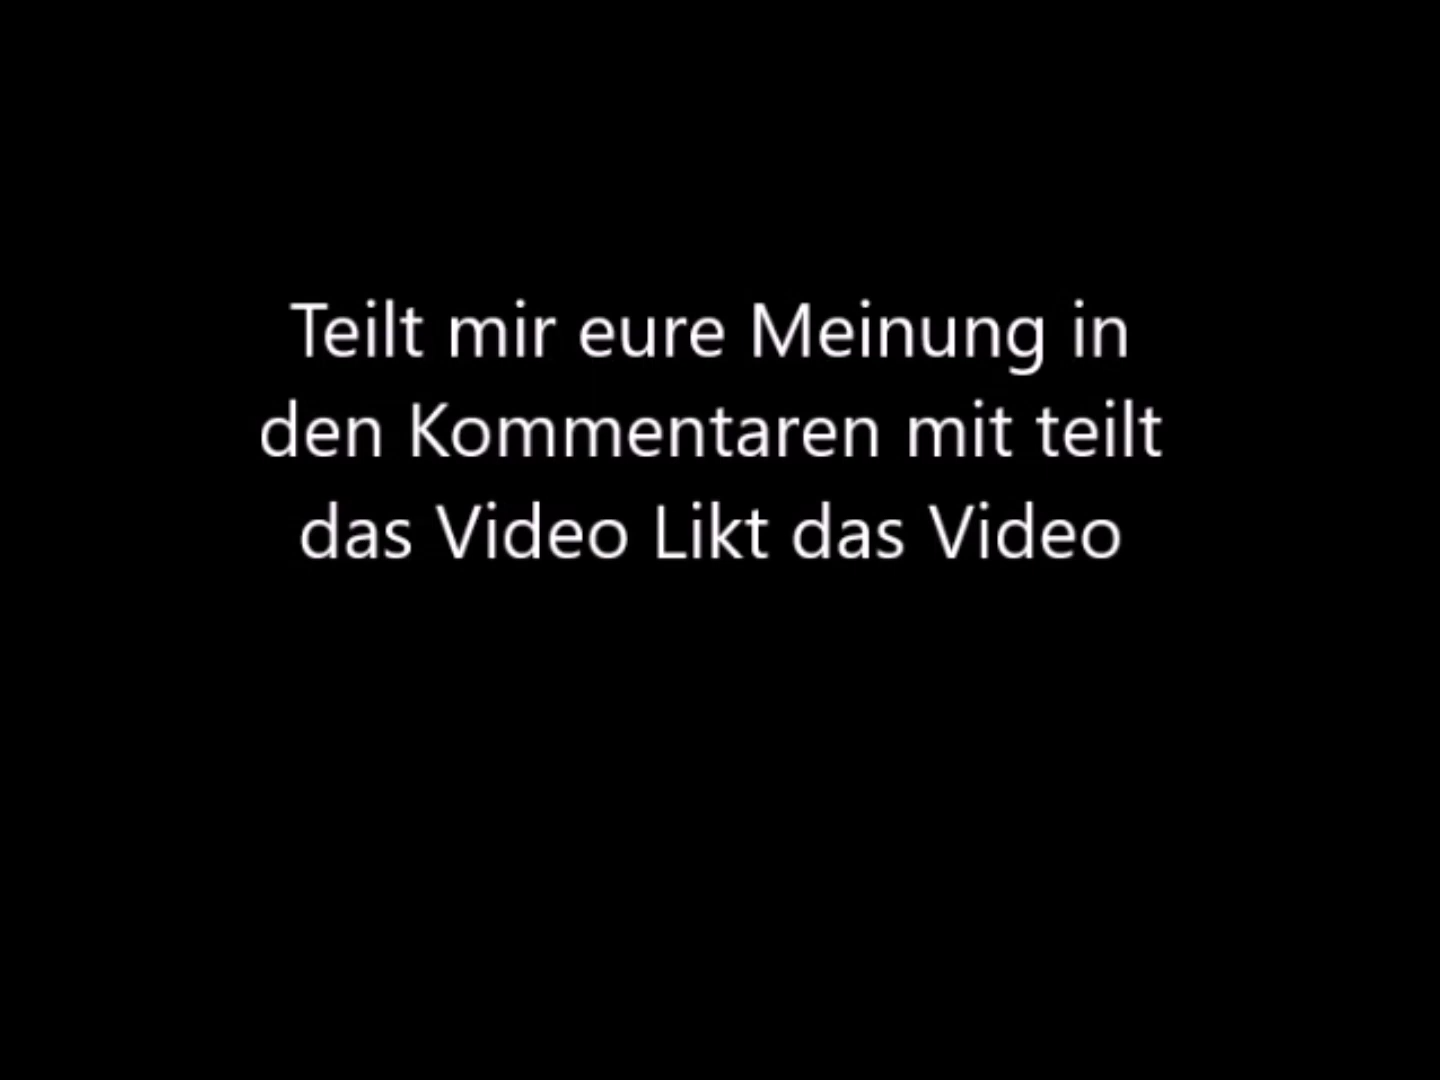 Teilt mir eure Meinung in
den Kommentaren mit teilt
das Video Likt das Video